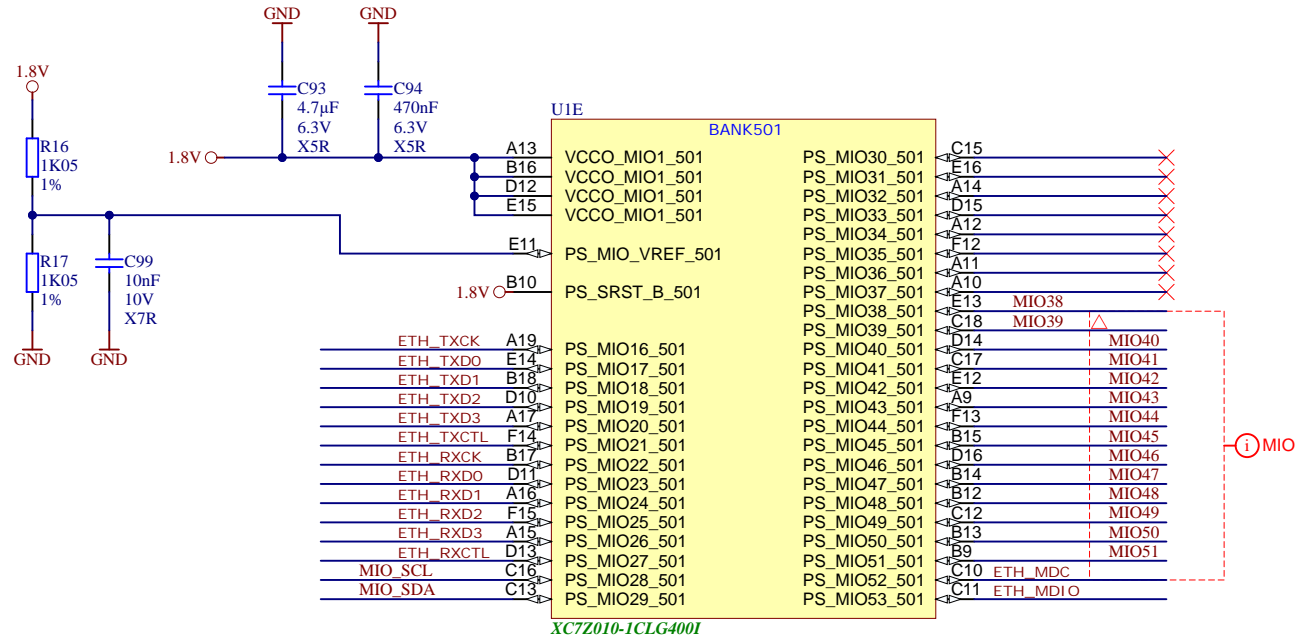 GND
GND
1.8V
C93
4.7µF
6.3V
X5R
C94
470nF
6.3V
X5R
R16
1K05
1%
1.8V
R17
1K05
1%
C99
10nF
10V
X7R
GND
GND
U1E
BANK501
A13 VCCO_MIO1_501
B16 VCCO_MIO1_501
D12 VCCO_MIO1_501
E15 VCCO_MIO1_501
E11 PS_MIO_VREF_501
1.8V B10 PS_SRST_B_501
ETH_TXCK A19 PS_MIO16_501
ETH_TXD0 E14 PS_MIO17_501
ETH_TXD1 B18 PS_MIO18_501
ETH_TXD2 D10 PS_MIO19_501
ETH_TXD3 A17 PS_MIO20_501
ETH_TXCTL F14 PS_MIO21_501
ETH_RXCK B17 PS_MIO22_501
ETH_RXD0 D11 PS_MIO23_501
ETH_RXD1 A16 PS_MIO24_501
ETH_RXD2 F15 PS_MIO25_501
ETH_RXD3 A15 PS_MIO26_501
ETH_RXCTL D13 PS_MIO27_501
MIO_SCL C16 PS_MIO28_501
MIO_SDA C13 PS_MIO29_501
PS_MIO30_501 C15
PS_MIO31_501 E16
PS_MIO32_501 A14
PS_MIO33_501 D15
PS_MIO34_501 A12
PS_MIO35_501 F12
PS_MIO36_501 A11
PS_MIO37_501 A10
PS_MIO38_501 E13 MIO38
PS_MIO39_501 C18 MIO39
PS_MIO40_501 D14 MIO40
PS_MIO41_501 C17 MIO41
PS_MIO42_501 E12 MIO42
PS_MIO43_501 A9 MIO43
PS_MIO44_501 F13 MIO44
PS_MIO45_501 B15 MIO45
PS_MIO46_501 D16 MIO46
PS_MIO47_501 B14 MIO47
PS_MIO48_501 B12 MIO48
PS_MIO49_501 C12 MIO49
PS_MIO50_501 B13 MIO50
PS_MIO51_501 B9 MIO51
PS_MIO52_501 C10 ETH_MDC
PS_MIO53_501 C11 ETH_MDIO
i MIO
XC7Z010-1CLG400I